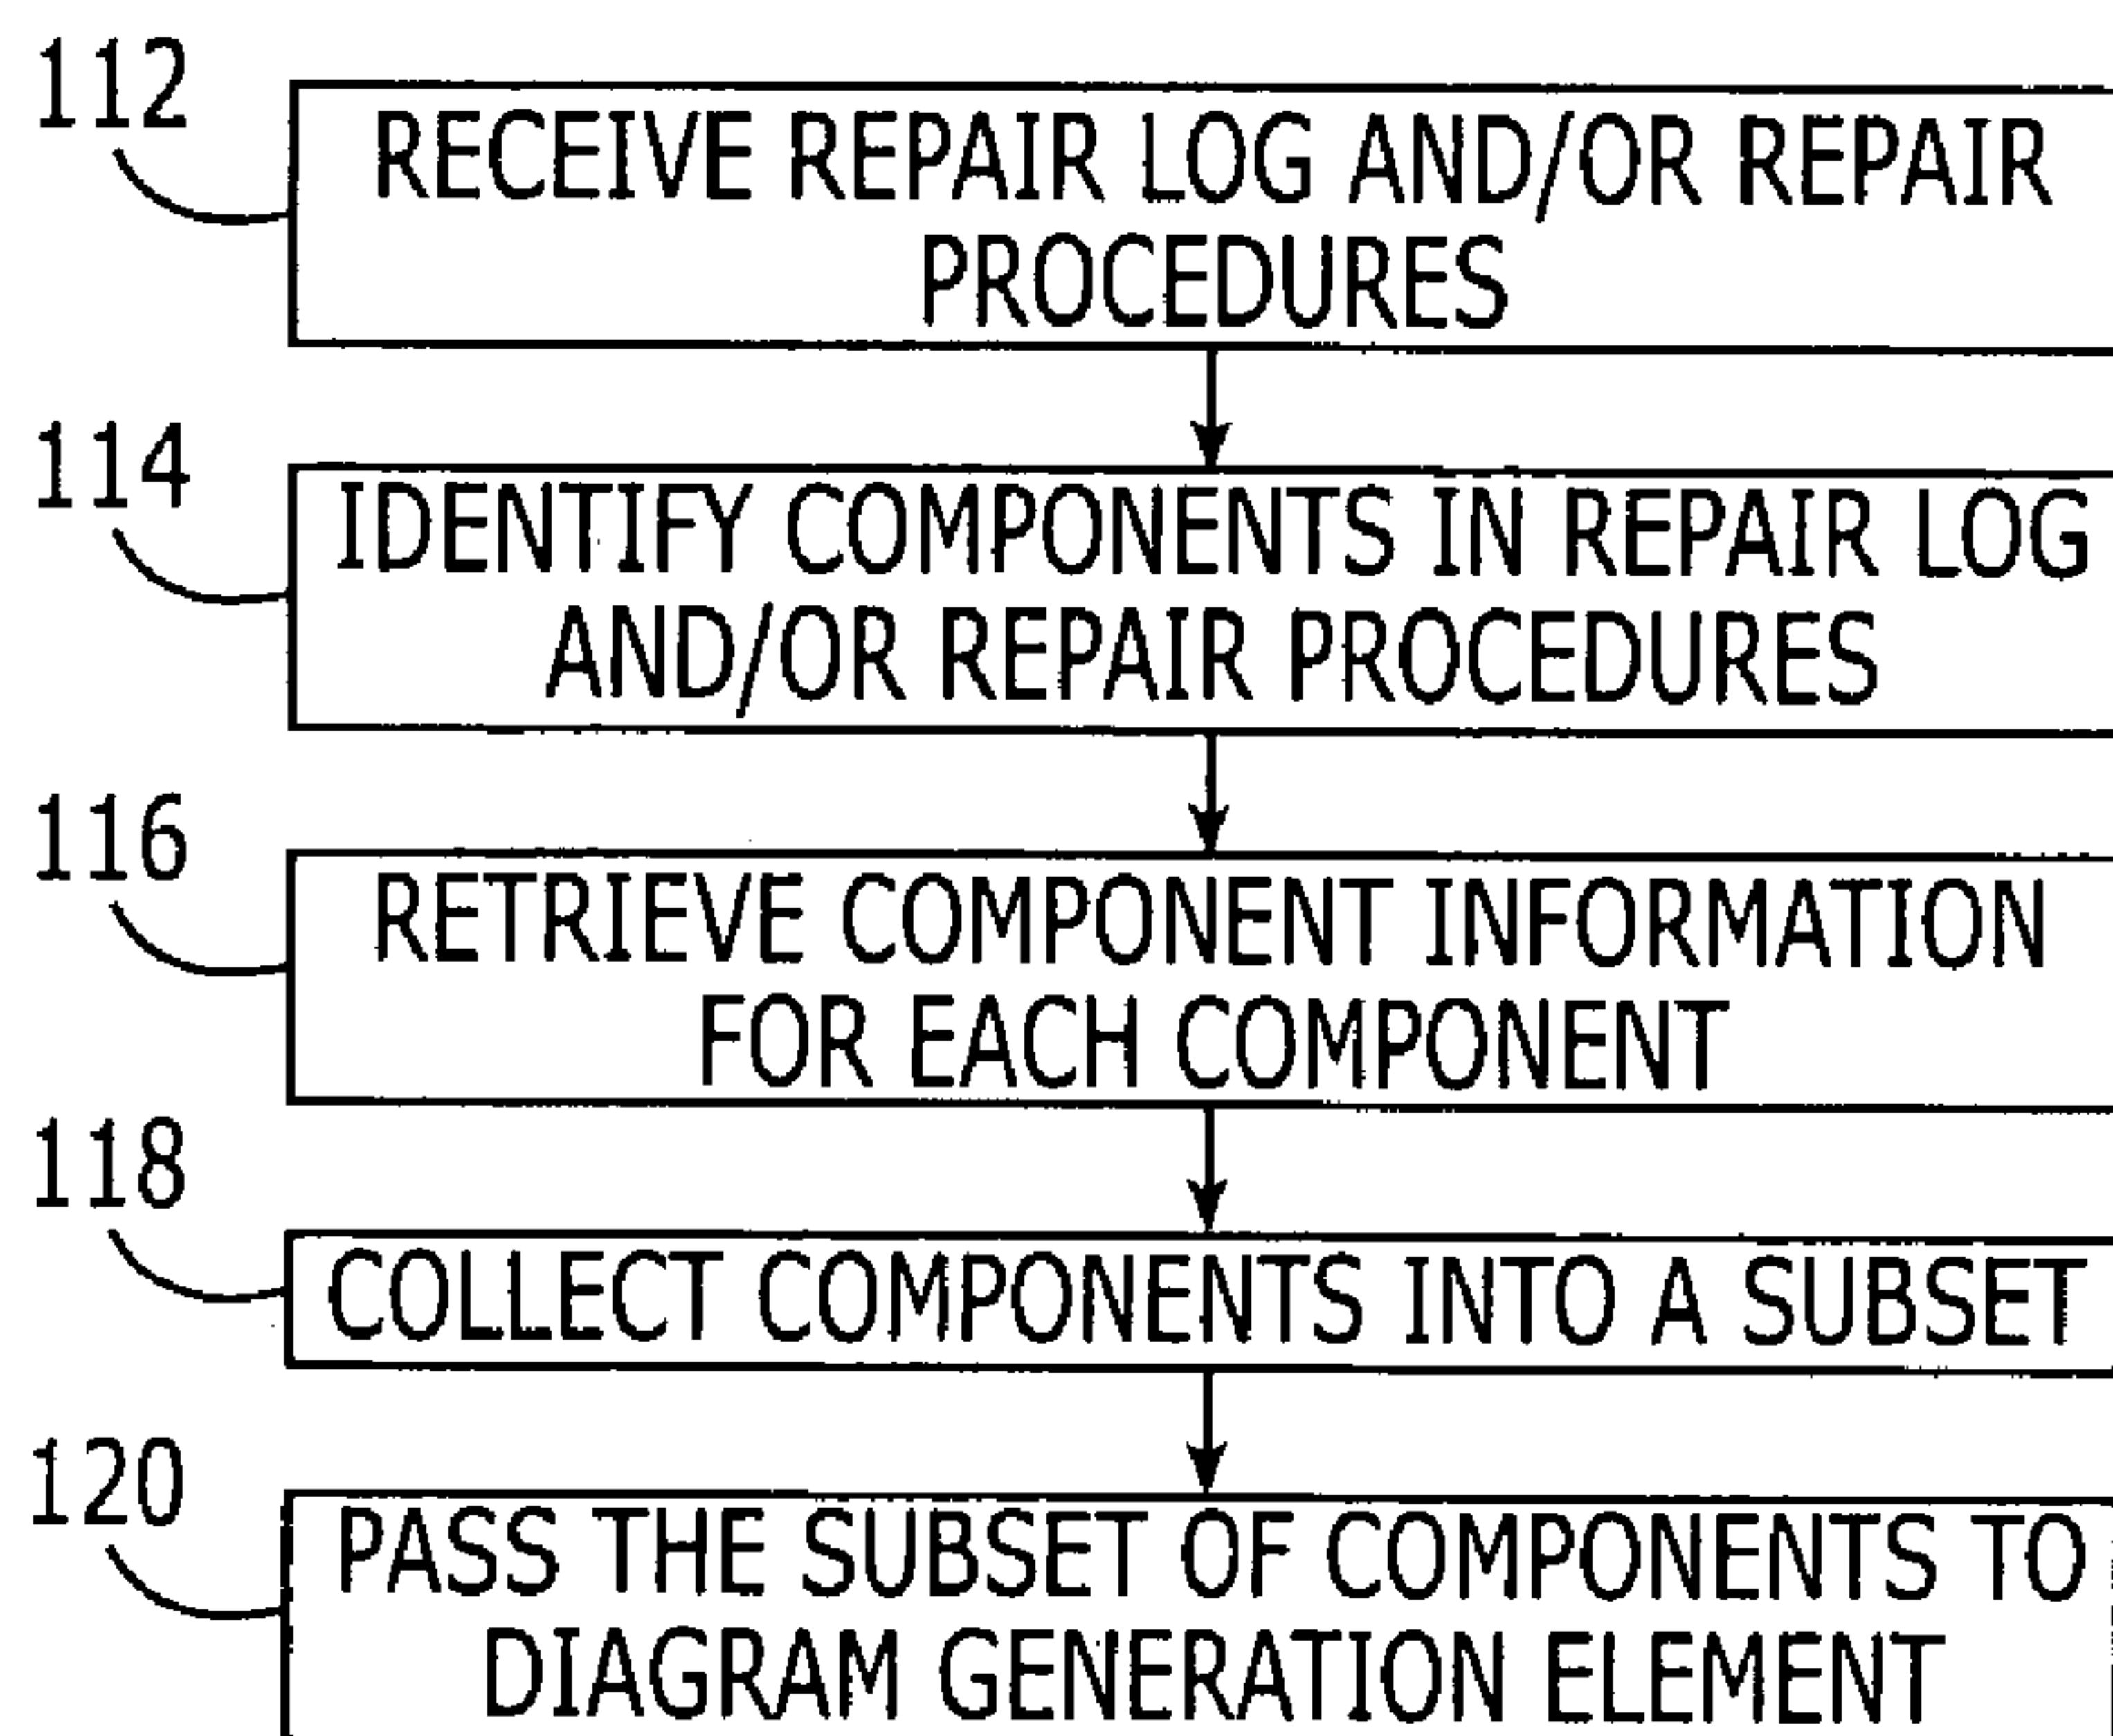 112
RECEIVE REPAIR LOG AND/OR REPAIR
PROCEDURES
114
IDENTIFY COMPONENTS IN REPAIR LOG
AND/OR REPAIR PROCEDURES
116
RETRIEVE COMPONENT INFORMATION
FOR EACH COMPONENT
118
COLLECT COMPONENTS INTO A SUBSET
120
PASS THE SUBSET OF COMPONENTS TO
DIAGRAM GENERATION ELEMENT